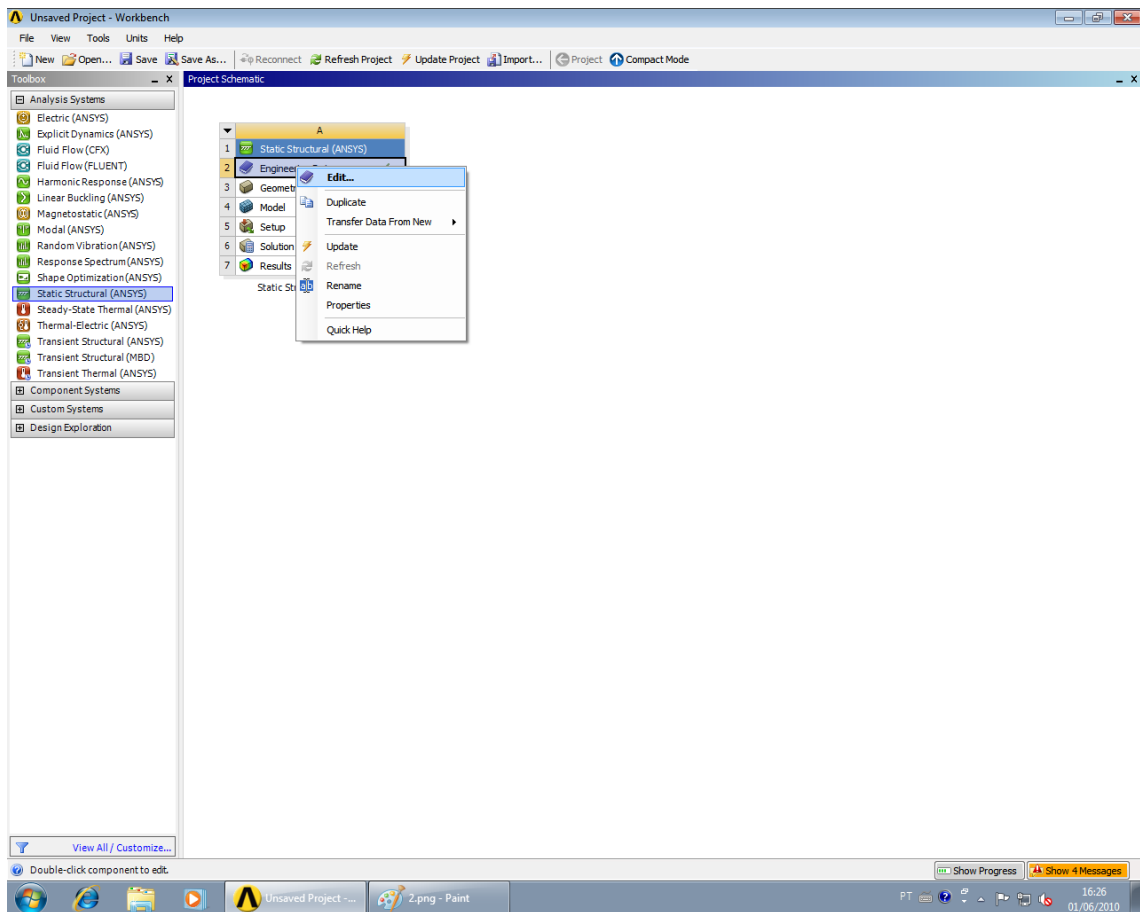 Unsaved Project - Workbench
File View Tools Units Help
New Open... Save Save As... Reconnect Refresh Project Update Project Import... Project Compact Mode
Toolbox
Project Schematic
Analysis Systems
Electric (ANSYS)
Explicit Dynamics (ANSYS)
Fluid Flow (CFX)
Fluid Flow (FLUENT)
Harmonic Response (ANSYS)
Linear Buckling (ANSYS)
Magnetostatic (ANSYS)
Modal (ANSYS)
Random Vibration (ANSYS)
Response Spectrum (ANSYS)
Shape Optimization (ANSYS)
Static Structural (ANSYS)
Steady-State Thermal (ANSYS)
Thermal-Electric (ANSYS)
Transient Structural (ANSYS)
Transient Structural (MBD)
Transient Thermal (ANSYS)
Component Systems
Custom Systems
Design Exploration
View All / Customize...
A
1 Static Structural (ANSYS)
2
3
4 Model
5 Setup
6 Solution
7 Results
Static
Edit...
Duplicate
Transfer Data From New
Update
Refresh
Rename
Properties
Quick Help
Double-click component to edit.
Show Progress
Show 4 Messages
Unsaved Project -...
2.png - Paint
PT
16:26
01/06/2010